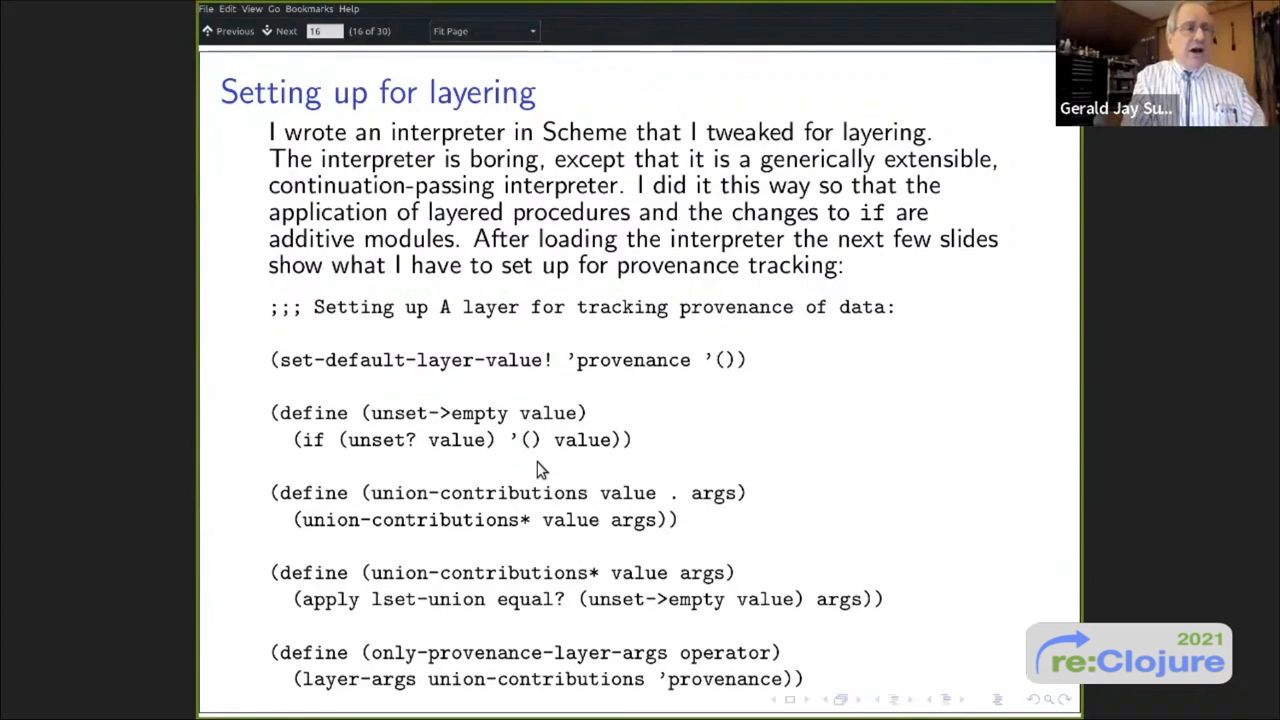 File Edit View Go Bookmarks Help
Previous Next 16 (16 of 30) Fit Page
Gerald Jay Su...
Setting up for layering
I wrote an interpreter in Scheme that I tweaked for layering.
The interpreter is boring, except that it is a generically extensible,
continuation-passing interpreter. I did it this way so that the
application of layered procedures and the changes to if are
additive modules. After loading the interpreter the next few slides
show what I have to set up for provenance tracking:
;;; Setting up A layer for tracking provenance of data:
(set-default-layer-value! ’provenance ’())
(define (unset->empty value)
(if (unset? value) ’() value))
(define (union-contributions value . args)
(union-contributions* value args))
(define (union-contributions* value args)
(apply lset-union equal? (unset->empty value) args))
(define (only-provenance-layer-args operator)
(layer-args union-contributions ’provenance))
2021
re:Clojure